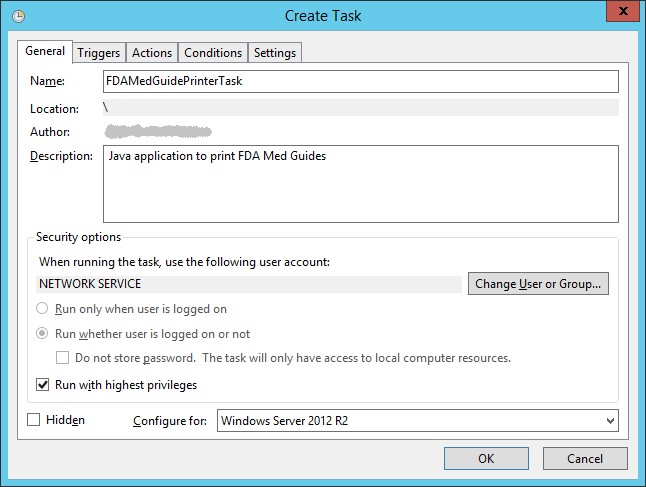 Create Task
General
Triggers
Actions
Conditions
Settings
Name: FDAMedGuidePrinterTask
Location: \
Author:
Description: Java application to print FDA Med Guides
Security options
When running the task, use the following user account:
NETWORK SERVICE
Change User or Group...
Run only when user is logged on
Run whether user is logged on or not
Do not store password. The task will only have access to local computer resources.
Run with highest privileges
Hidden
Configure for: Windows Server 2012 R2
OK
Cancel